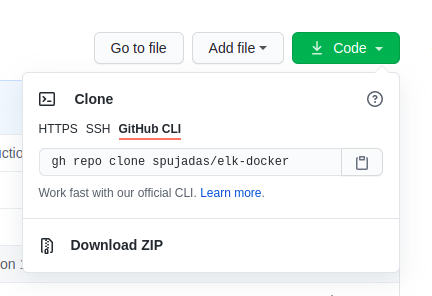 Go to file Add file Code
Clone
HTTPS SSH GitHub CLI
gh repo clone spujadas/elk-docker
Work fast with our official CLI. Learn more.
Download ZIP